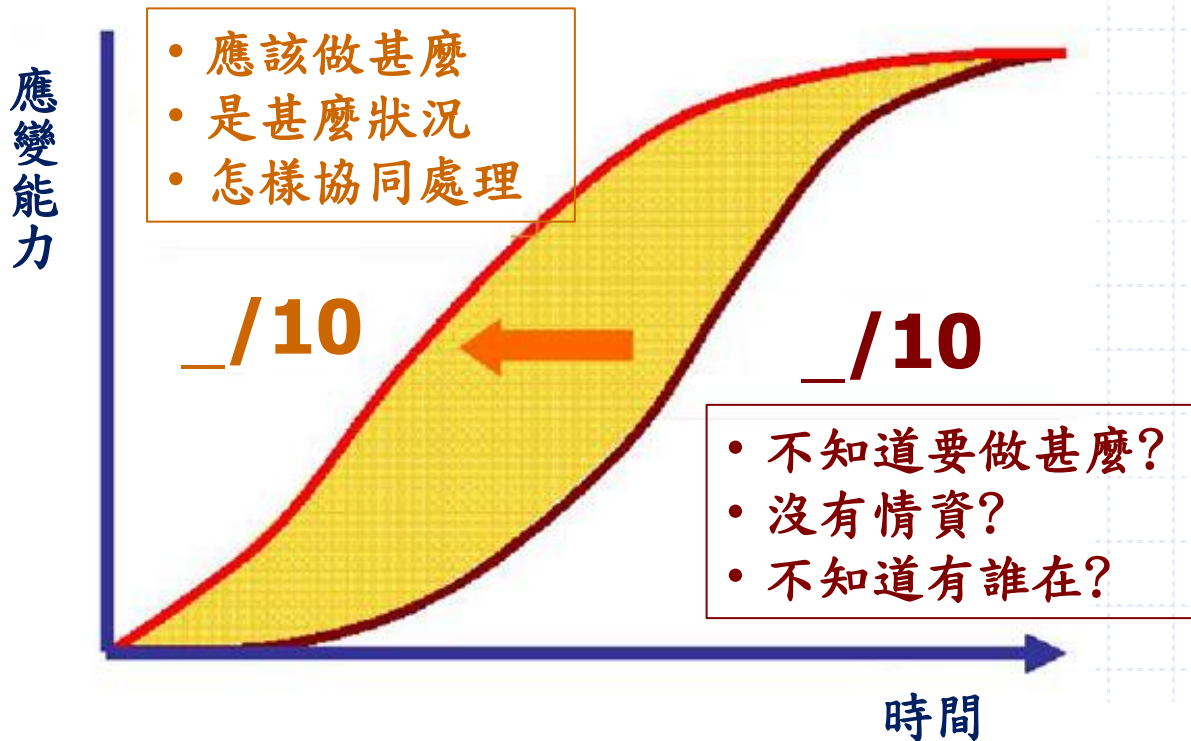 應變能力
• 應該做甚麼
• 是甚麼狀況
• 怎樣協同處理
_/10
_/10
• 不知道要做甚麼?
• 沒有情資?
• 不知道有誰在?
時間